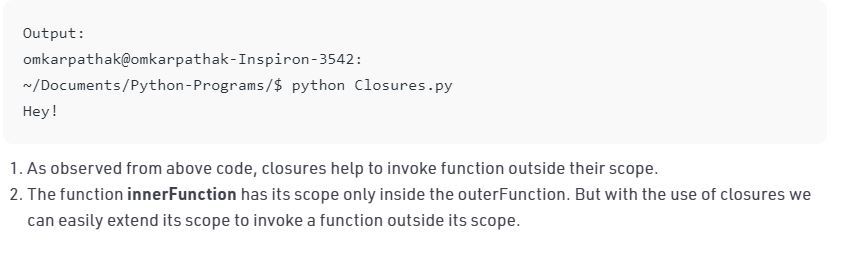 Output:
omkarpathak@omkarpathak-Inspiron-3542:
~/Documents/Python-Programs/$ python Closures.py
Hey!
1. As observed from above code, closures help to invoke function outside their scope.
2. The function innerFunction has its scope only inside the outerFunction. But with the use of closures we
can easily extend its scope to invoke a function outside its scope.